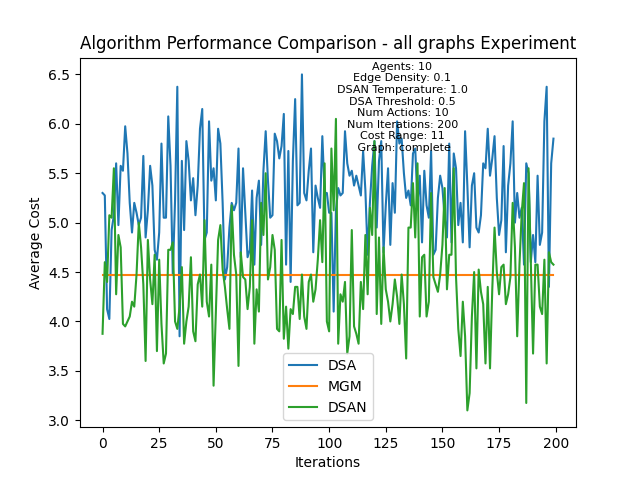 Algorithm Performance Comparison - all graphs Experiment
Agents: 10
Edge Density: 0.1
DSAN Temperature: 1.0
DSA Threshold: 0.5
Num Actions: 10
Num Iterations: 200
Cost Range: 11
Graph: complete
6.5
6.0
5.5
5.0
4.5
4.0
3.5
3.0
Average Cost
DSA
MGM
DSAN
0
25
50
75
100
125
150
175
200
Iterations